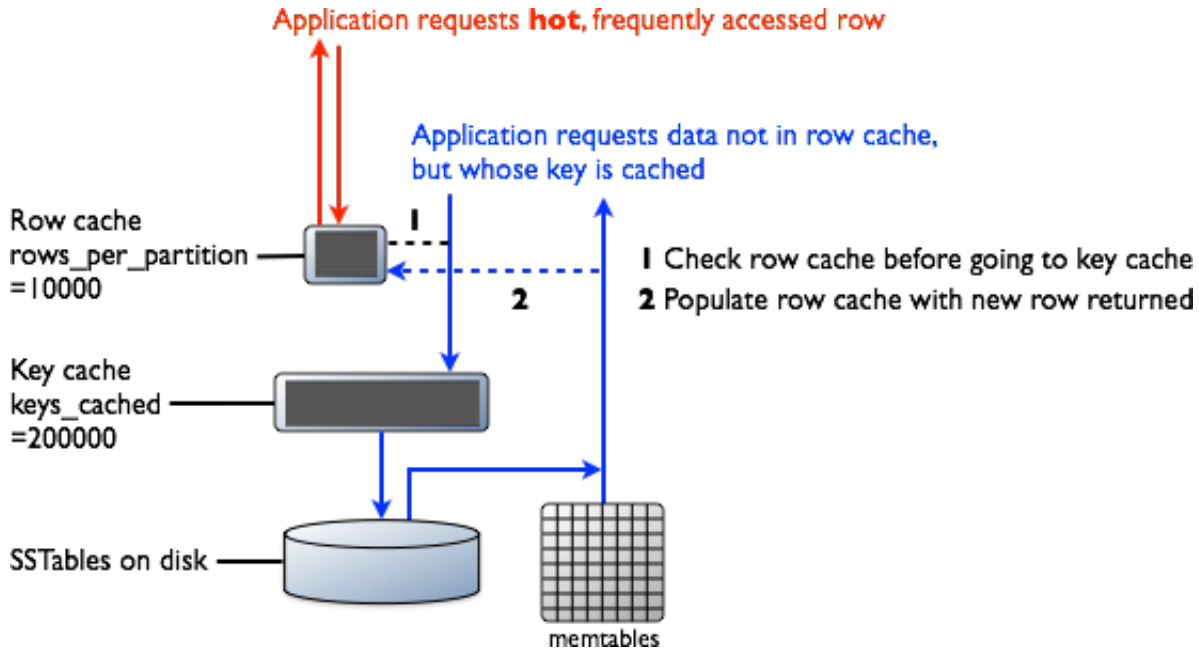 Application requests hot, frequently accessed row
Application requests data not in row cache,
but whose key is cached
1
Row cache
rows_per_partition
=10000
2
1 Check row cache before going to key cache
2 Populate row cache with new row returned
Key cache
keys_cached
=200000
SSTables on disk
memtables